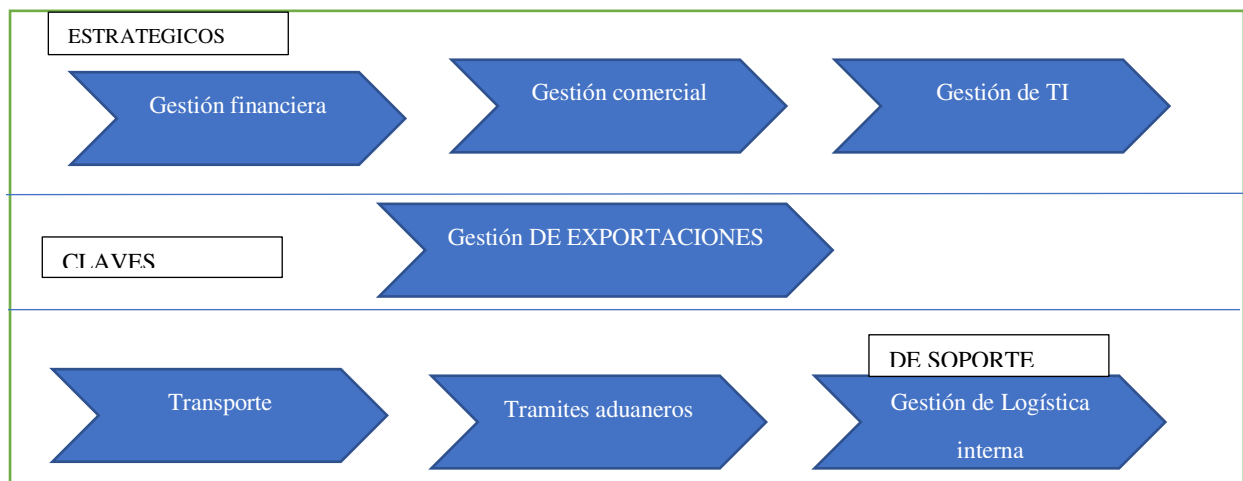 ESTRATEGICOS
Gestión financiera
Gestión comercial
Gestión de TI
Gestión DE EXPORTACIONES
CLAVES
DE SOPORTE
Transporte
Tramites aduaneros
Gestión de Logística
interna